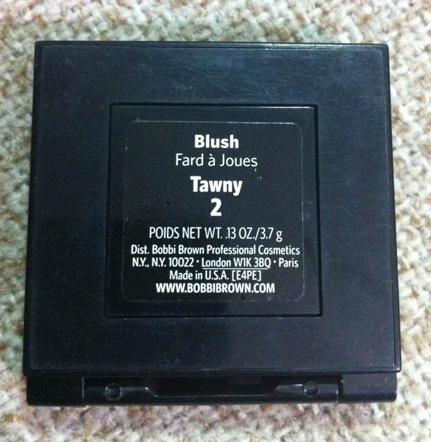 Blush
Fard à Joues
Tawny
2
POIDS NET WT. .13 OZ./3.7 g
Dist. Bobbi Brown Professional Cosmetics
N.Y., N.Y. 10022 • London W1K 3BQ • Paris
Made in U.S.A. [E4PE]
WWW.BOBBIBROWN.COM